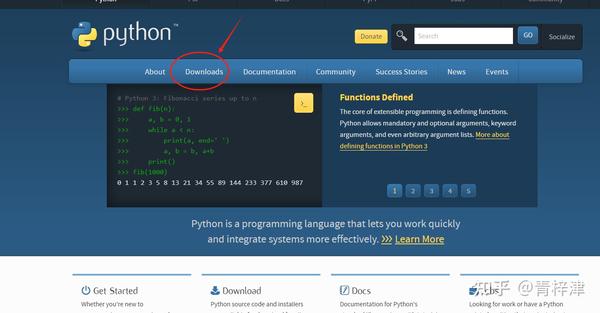 Python
python™
Donate
Search
GO
Socialize
About
Downloads
Documentation
Community
Success Stories
News
Events
# Python 3: Fibonacci series up to n
>>> def fib(n):
>>>     a, b = 0, 1
>>>     while a < n:
>>>         print(a, end=' ')
>>>         a, b = b, a+b
>>>     print()
>>> fib(1000)
0 1 1 2 3 5 8 13 21 34 55 89 144 233 377 610 987
>_
Functions Defined
The core of extensible programming is defining functions.
Python allows mandatory and optional arguments, keyword
arguments, and even arbitrary argument lists. More about
defining functions in Python 3
1 2 3 4 5
Python is a programming language that lets you work quickly
and integrate systems more effectively. >>> Learn More
Get Started
Whether you're new to
Download
Python source code and installers
Docs
Documentation for Python's
Jobs
Looking for work or have a Python
知乎 @青梓津